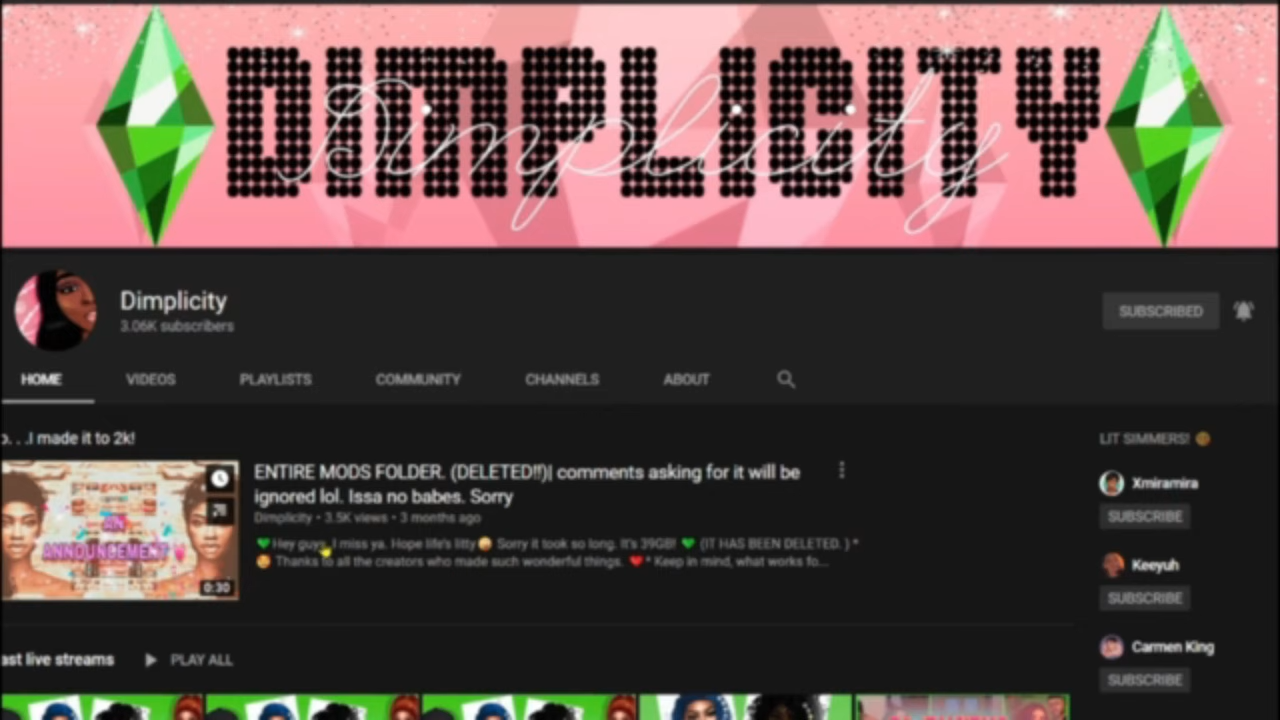 DIMPLICITY
Dimplicity
Dimplicity
3.06K subscribers
SUBSCRIBED
HOME VIDEOS PLAYLISTS COMMUNITY CHANNELS ABOUT
. . .I made it to 2k!
ENTIRE MODS FOLDER. (DELETED!!)| comments asking for it will be
ignored lol. Issa no babes. Sorry
Dimplicity • 3.5K views • 3 months ago
Hey guys, I miss ya. Hope life's litty Sorry it took so long. It's 39GB! (IT HAS BEEN DELETED. ) *
Thanks to all the creators who made such wonderful things. * Keep in mind, what works fo...
AN
ANNOUNCEMENT
0:30
LIT SIMMERS!
Xmiramira
SUBSCRIBE
Keeyuh
SUBSCRIBE
Carmen King
SUBSCRIBE
ast live streams PLAY ALL